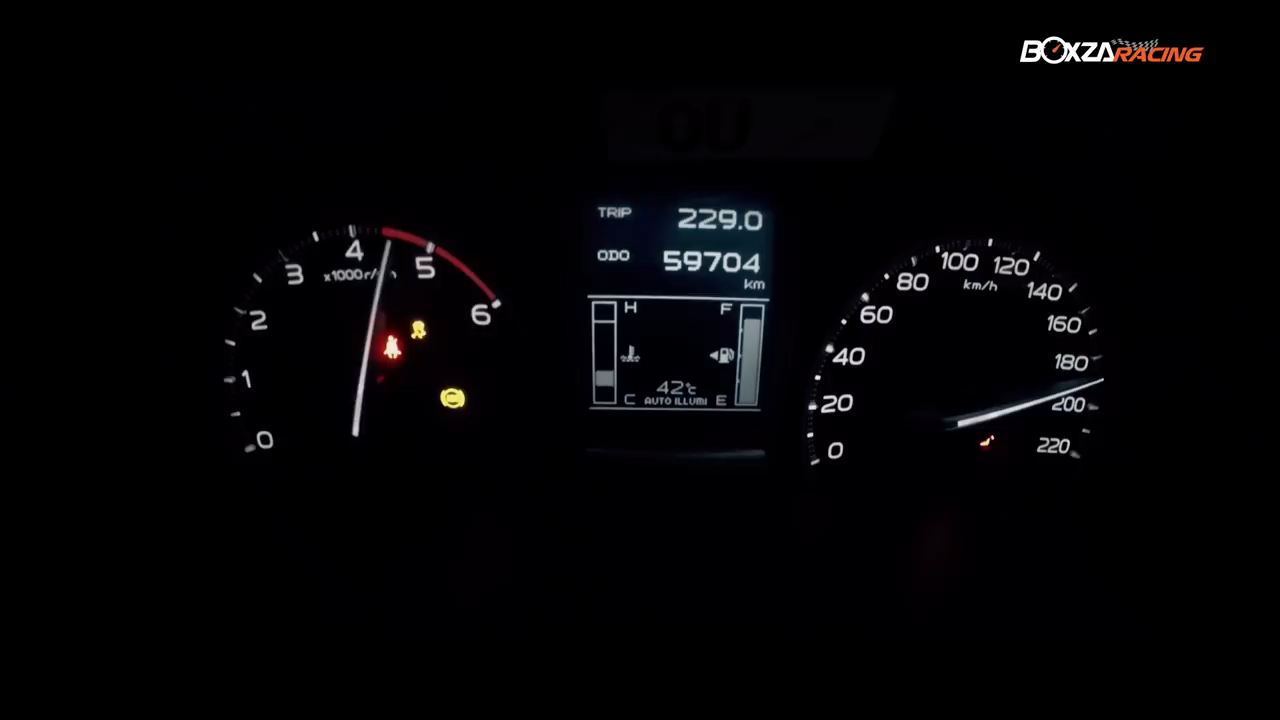 BOXZA RACING
OU
TRIP 229.0
ODO 59704
km
H F
42°C
C AUTO ILLUMI E
0 1 2 3 4 5 6
x1000r/
0 20 40 60 80 100 120 140 160 180 200 220
km/h